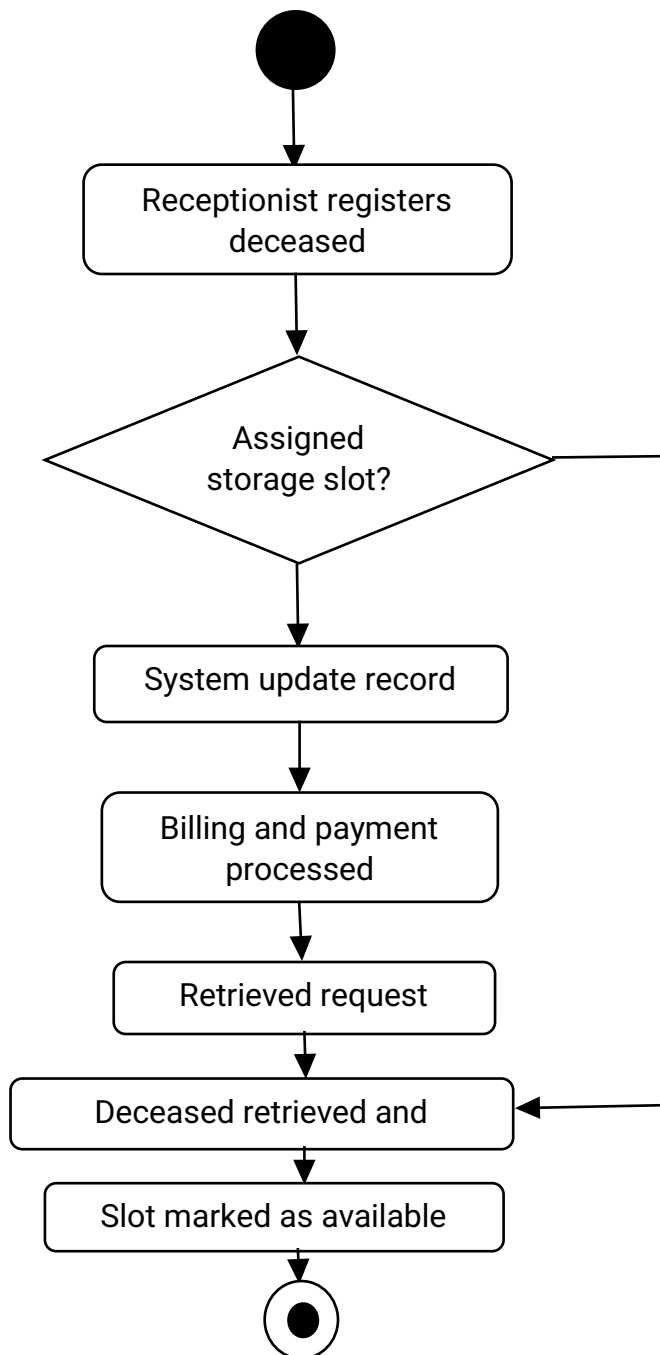 Receptionist registers
deceased
Assigned
storage slot?
System update record
Billing and payment
processed
Retrieved request
Deceased retrieved and
Slot marked as available